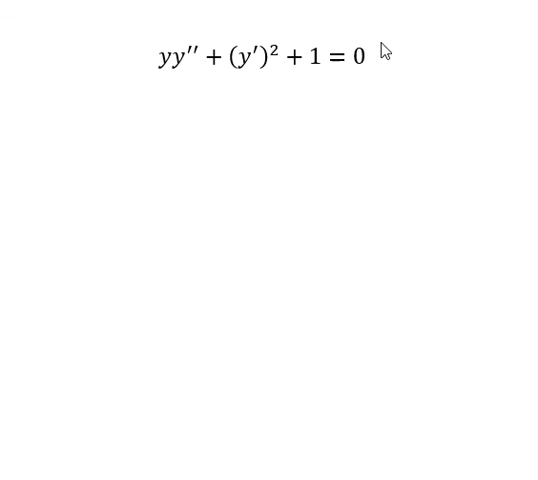 yy′′ + (y′)² + 1 = 0